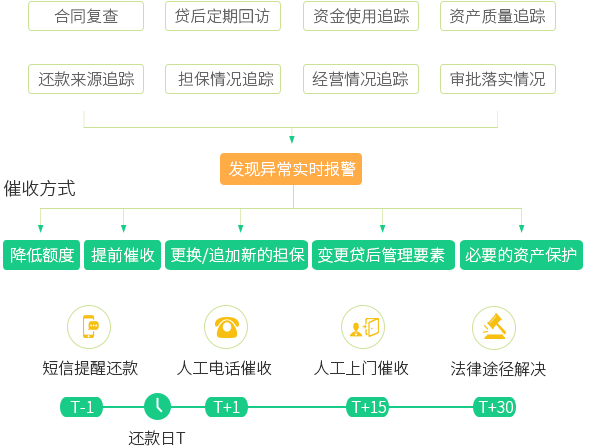 合同复查 贷后定期回访 资金使用追踪 资产质量追踪
还款来源追踪 担保情况追踪 经营情况追踪 审批落实情况
发现异常实时报警
催收方式
降低额度 提前催收 更换/追加新的担保 变更贷后管理要素 必要的资产保护
短信提醒还款 人工电话催收 人工上门催收 法律途径解决
T-1 T+1 T+15 T+30
还款日T